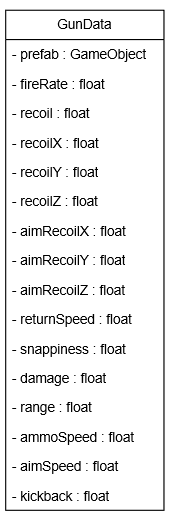 GunData
- prefab : GameObject
- fireRate : float
- recoil : float
- recoilX : float
- recoilY : float
- recoilZ : float
- aimRecoilX : float
- aimRecoilY : float
- aimRecoilZ : float
- returnSpeed : float
- snappiness : float
- damage : float
- range : float
- ammoSpeed : float
- aimSpeed : float
- kickback : float